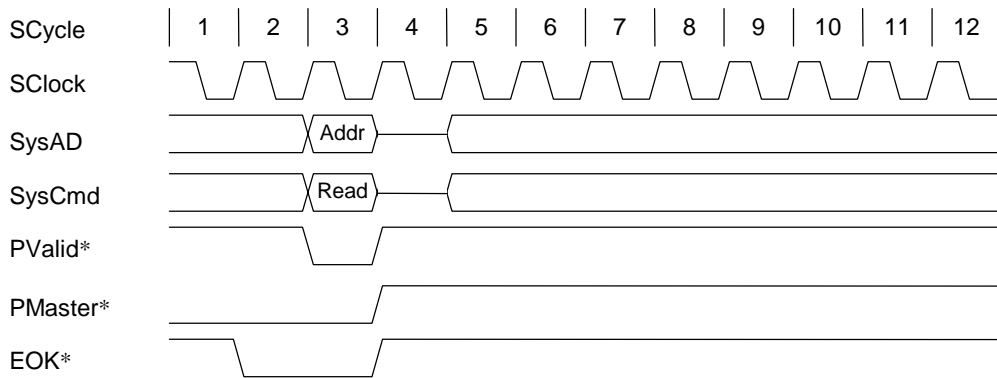 SCycle 1 2 3 4 5 6 7 8 9 10 11 12
SClock
SysAD Addr
SysCmd Read
PValid*
PMaster*
EOK*